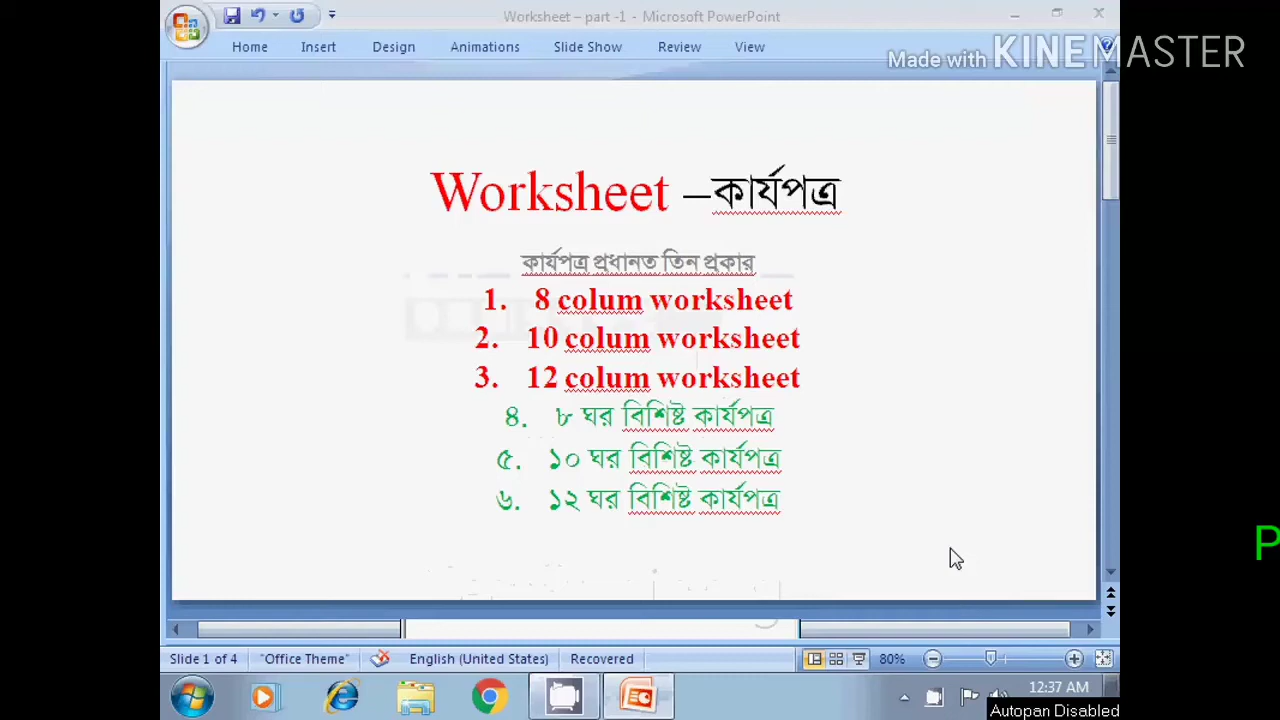 Worksheet – part -1 - Microsoft PowerPoint
Home Insert Design Animations Slide Show Review View
Made with KINEMASTER
Worksheet –কার্যপত্র
কার্যপত্র প্রধানত তিন প্রকার
1. 8 colum worksheet
2. 10 colum worksheet
3. 12 colum worksheet
৪. ৮ ঘর বিশিষ্ট কার্যপত্র
৫. ১০ ঘর বিশিষ্ট কার্যপত্র
৬. ১২ ঘর বিশিষ্ট কার্যপত্র
P
Slide 1 of 4 "Office Theme" English (United States) Recovered 80%
12:37 AM
Autopan Disabled